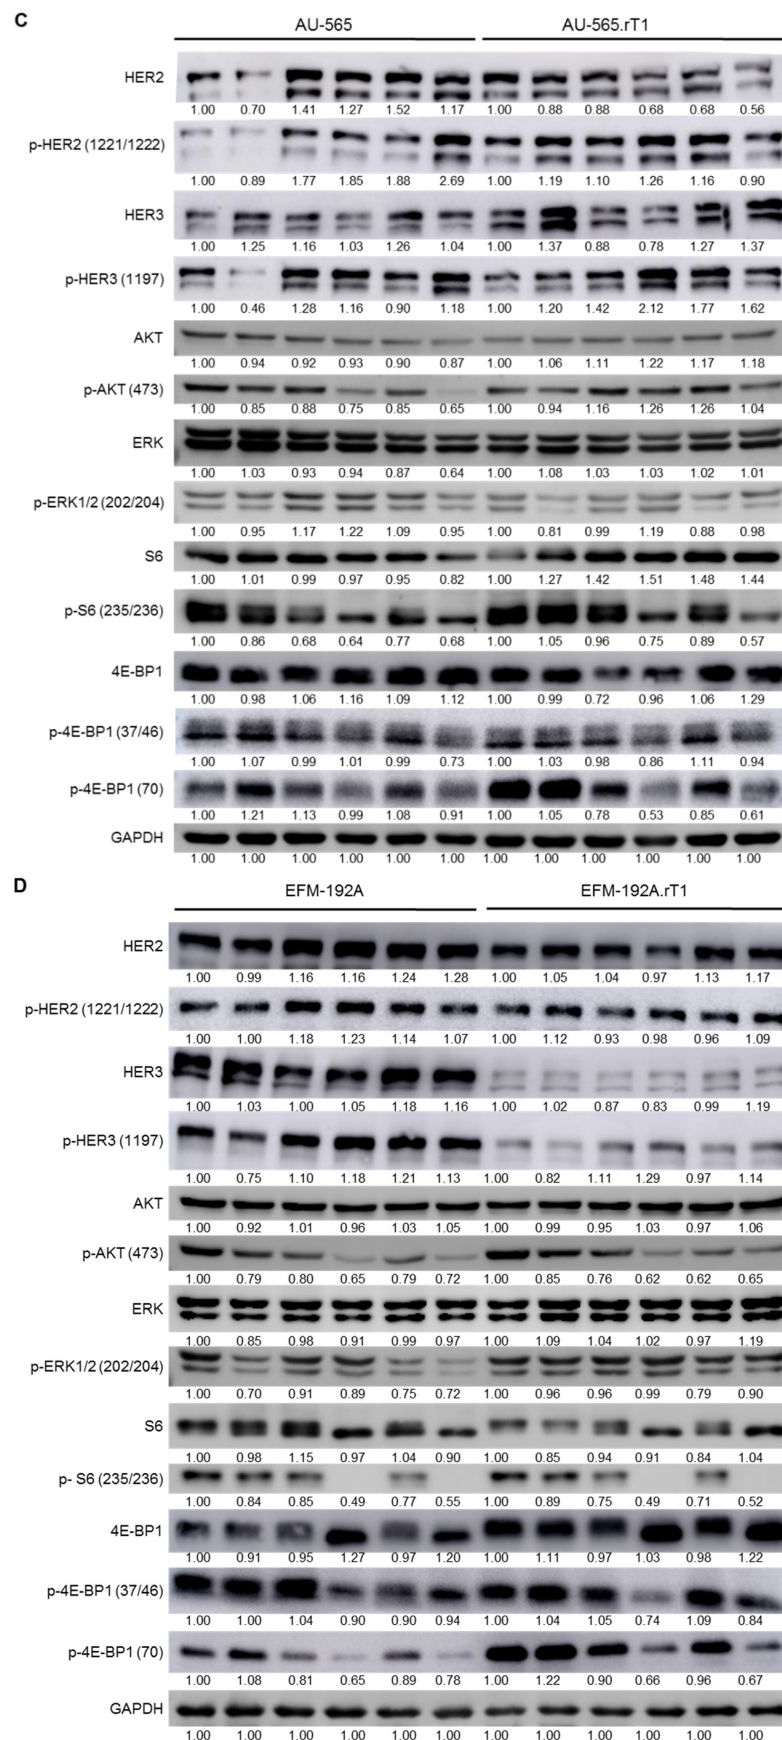 C
AU-565 AU-565.rT1
HER2
1.00 0.70 1.41 1.27 1.52 1.17 1.00 0.88 0.88 0.68 0.68 0.56
p-HER2 (1221/1222)
1.00 0.89 1.77 1.85 1.88 2.69 1.00 1.19 1.10 1.26 1.16 0.90
HER3
1.00 1.25 1.16 1.03 1.26 1.04 1.00 1.37 0.88 0.78 1.27 1.37
p-HER3 (1197)
1.00 0.46 1.28 1.16 0.90 1.18 1.00 1.20 1.42 2.12 1.77 1.62
AKT
1.00 0.94 0.92 0.93 0.90 0.87 1.00 1.06 1.11 1.22 1.17 1.18
p-AKT (473)
1.00 0.85 0.88 0.75 0.85 0.65 1.00 0.94 1.16 1.26 1.26 1.04
ERK
1.00 1.03 0.93 0.94 0.87 0.64 1.00 1.08 1.03 1.03 1.02 1.01
p-ERK1/2 (202/204)
1.00 0.95 1.17 1.22 1.09 0.95 1.00 0.81 0.99 1.19 0.88 0.98
S6
1.00 1.01 0.99 0.97 0.95 0.82 1.00 1.27 1.42 1.51 1.48 1.44
p-S6 (235/236)
1.00 0.86 0.68 0.64 0.77 0.68 1.00 1.05 0.96 0.75 0.89 0.57
4E-BP1
1.00 0.98 1.06 1.16 1.09 1.12 1.00 0.99 0.72 0.96 1.06 1.29
p-4E-BP1 (37/46)
1.00 1.07 0.99 1.01 0.99 0.73 1.00 1.03 0.98 0.86 1.11 0.94
p-4E-BP1 (70)
1.00 1.21 1.13 0.99 1.08 0.91 1.00 1.05 0.78 0.53 0.85 0.61
GAPDH
1.00 1.00 1.00 1.00 1.00 1.00 1.00 1.00 1.00 1.00 1.00 1.00
D
EFM-192A EFM-192A.rT1
HER2
1.00 0.99 1.16 1.16 1.24 1.28 1.00 1.05 1.04 0.97 1.13 1.17
p-HER2 (1221/1222)
1.00 1.00 1.18 1.23 1.14 1.07 1.00 1.12 0.93 0.98 0.96 1.09
HER3
1.00 1.03 1.00 1.05 1.18 1.16 1.00 1.02 0.87 0.83 0.99 1.19
p-HER3 (1197)
1.00 0.75 1.10 1.18 1.21 1.13 1.00 0.82 1.11 1.29 0.97 1.14
AKT
1.00 0.92 1.01 0.96 1.03 1.05 1.00 0.99 0.95 1.03 0.97 1.06
p-AKT (473)
1.00 0.79 0.80 0.65 0.79 0.72 1.00 0.85 0.76 0.62 0.62 0.65
ERK
1.00 0.85 0.98 0.91 0.99 0.97 1.00 1.09 1.04 1.02 0.97 1.19
p-ERK1/2 (202/204)
1.00 0.70 0.91 0.89 0.75 0.72 1.00 0.96 0.96 0.99 0.79 0.90
S6
1.00 0.98 1.15 0.97 1.04 0.90 1.00 0.85 0.94 0.91 0.84 1.04
p- S6 (235/236)
1.00 0.84 0.85 0.49 0.77 0.55 1.00 0.89 0.75 0.49 0.71 0.52
4E-BP1
1.00 0.91 0.95 1.27 0.97 1.20 1.00 1.11 0.97 1.03 0.98 1.22
p-4E-BP1 (37/46)
1.00 1.00 1.04 0.90 0.90 0.94 1.00 1.04 1.05 0.74 1.09 0.84
p-4E-BP1 (70)
1.00 1.08 0.81 0.65 0.89 0.78 1.00 1.22 0.90 0.66 0.96 0.67
GAPDH
1.00 1.00 1.00 1.00 1.00 1.00 1.00 1.00 1.00 1.00 1.00 1.00